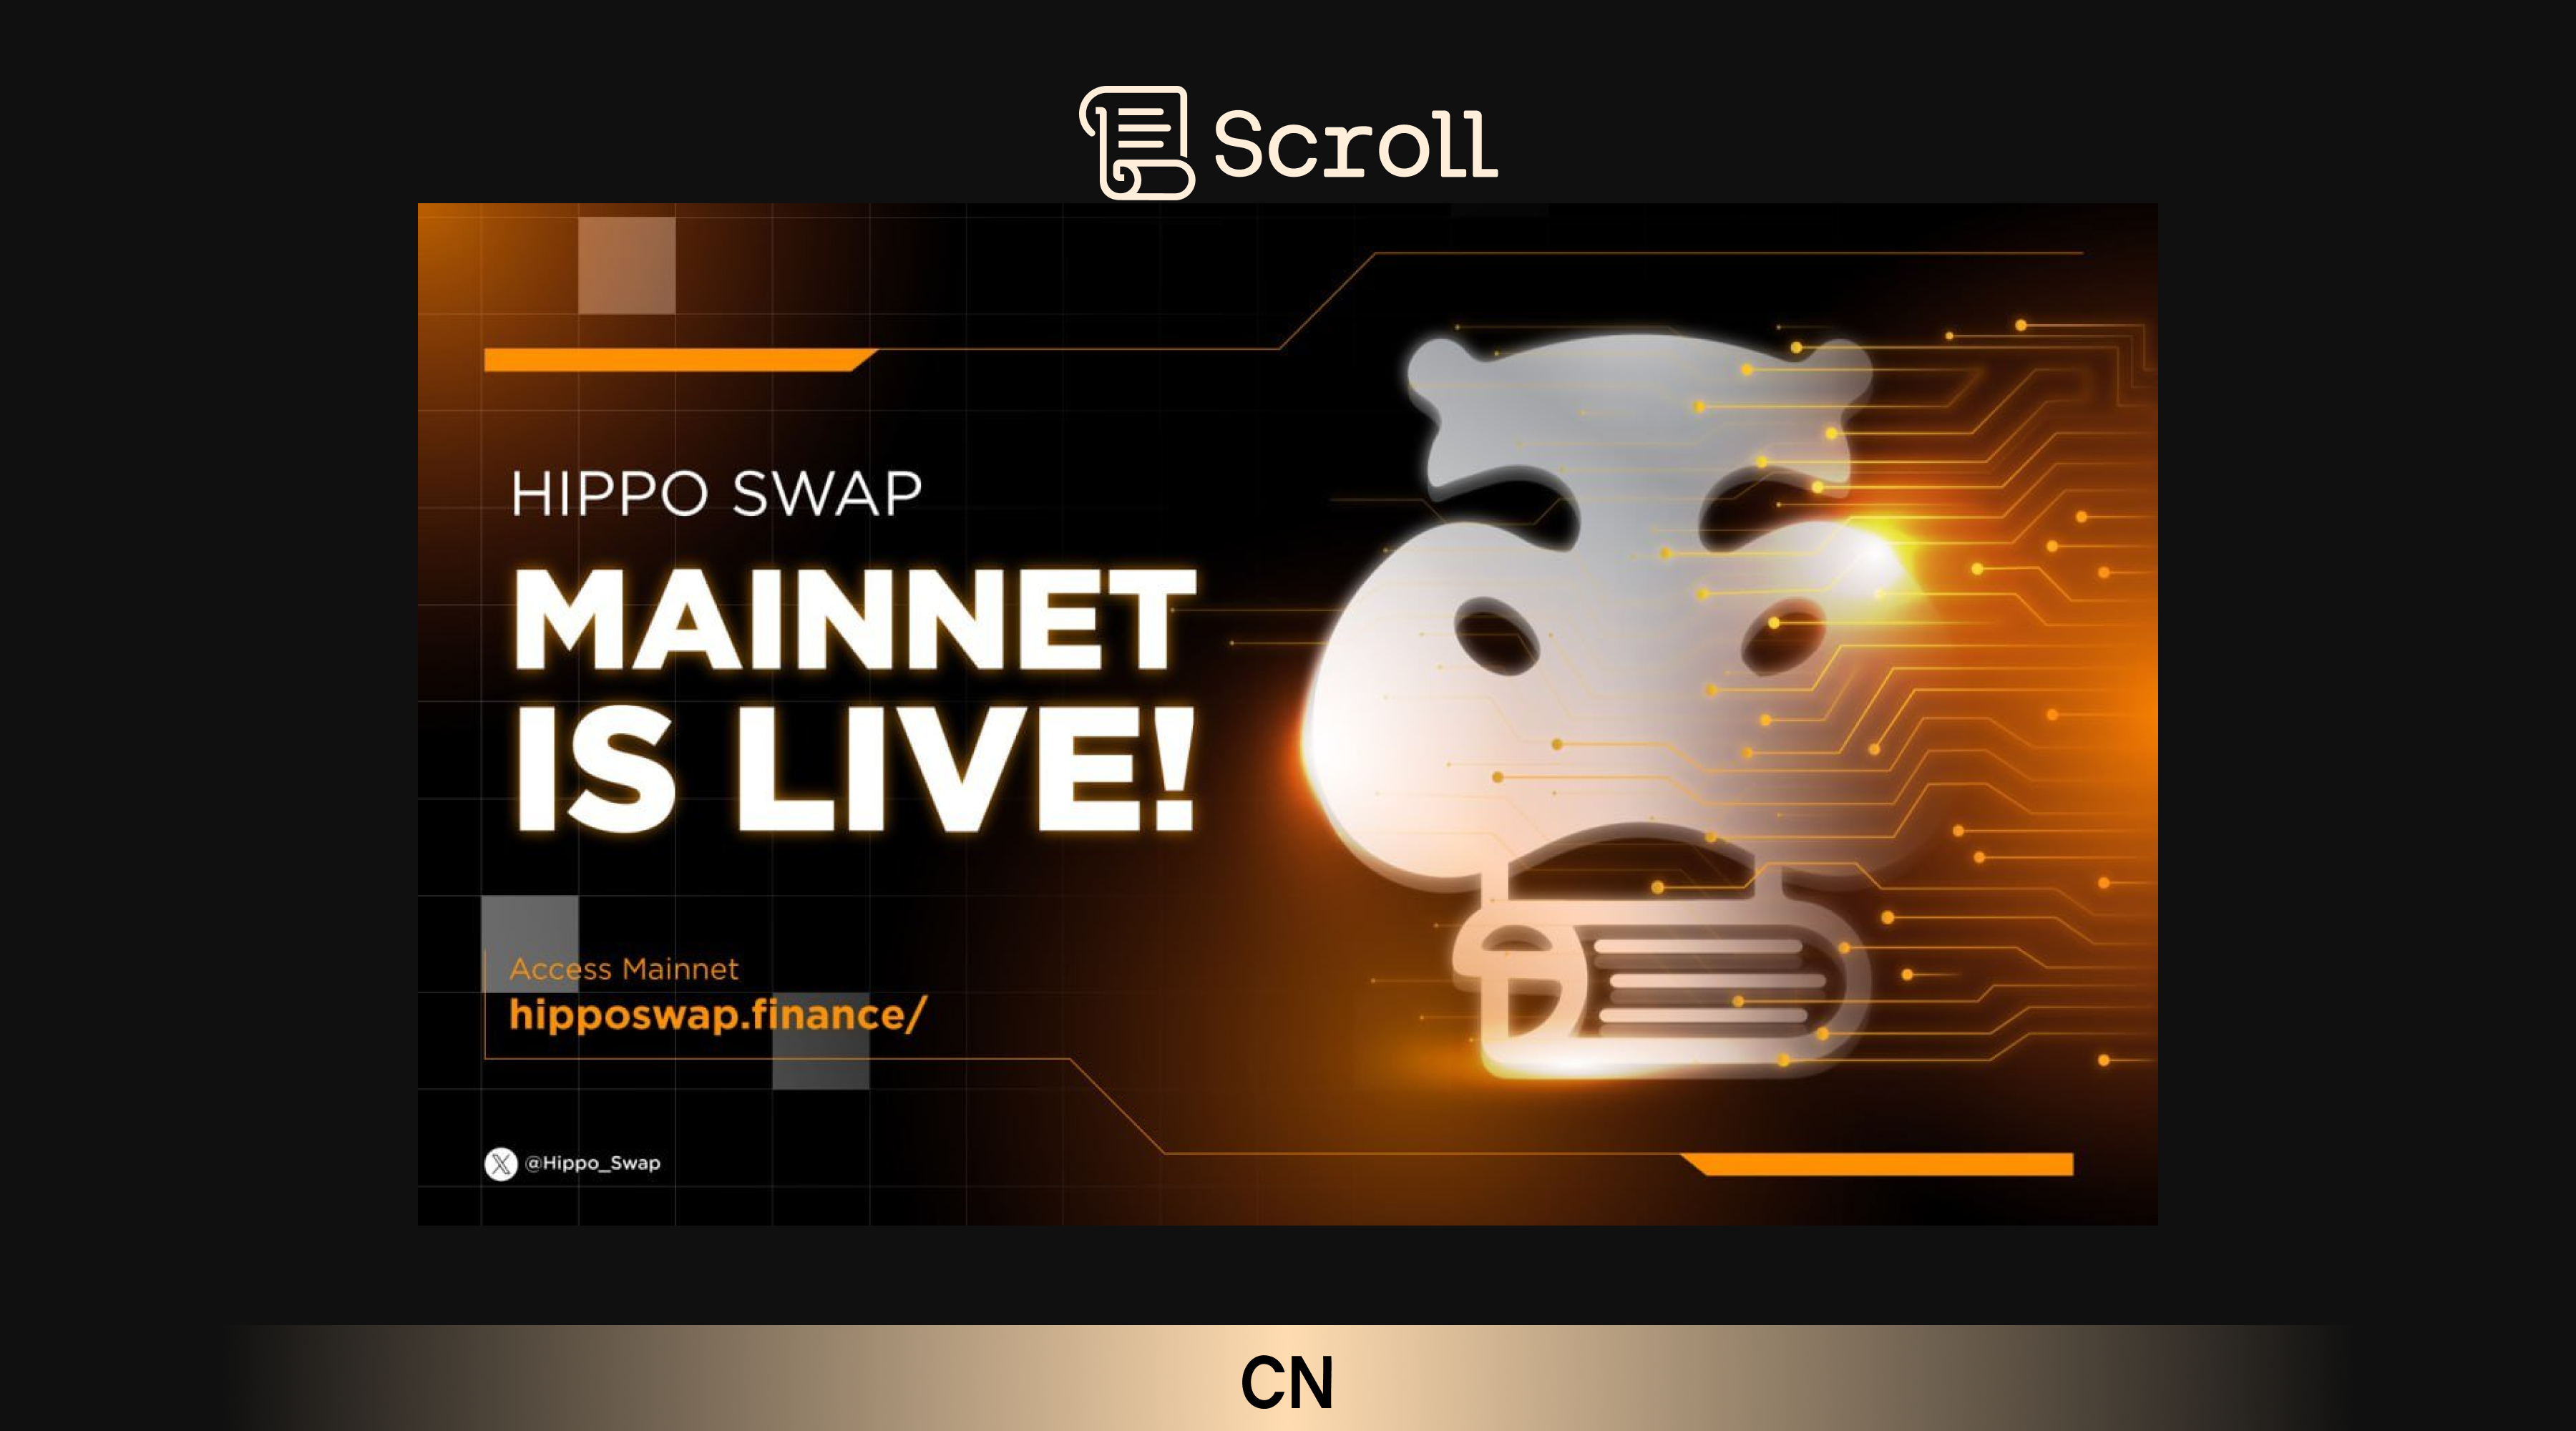 Scroll
HIPPO SWAP
MAINNET
IS LIVE!
Access Mainnet
hipposwap.finance/
@Hippo_Swap
CN